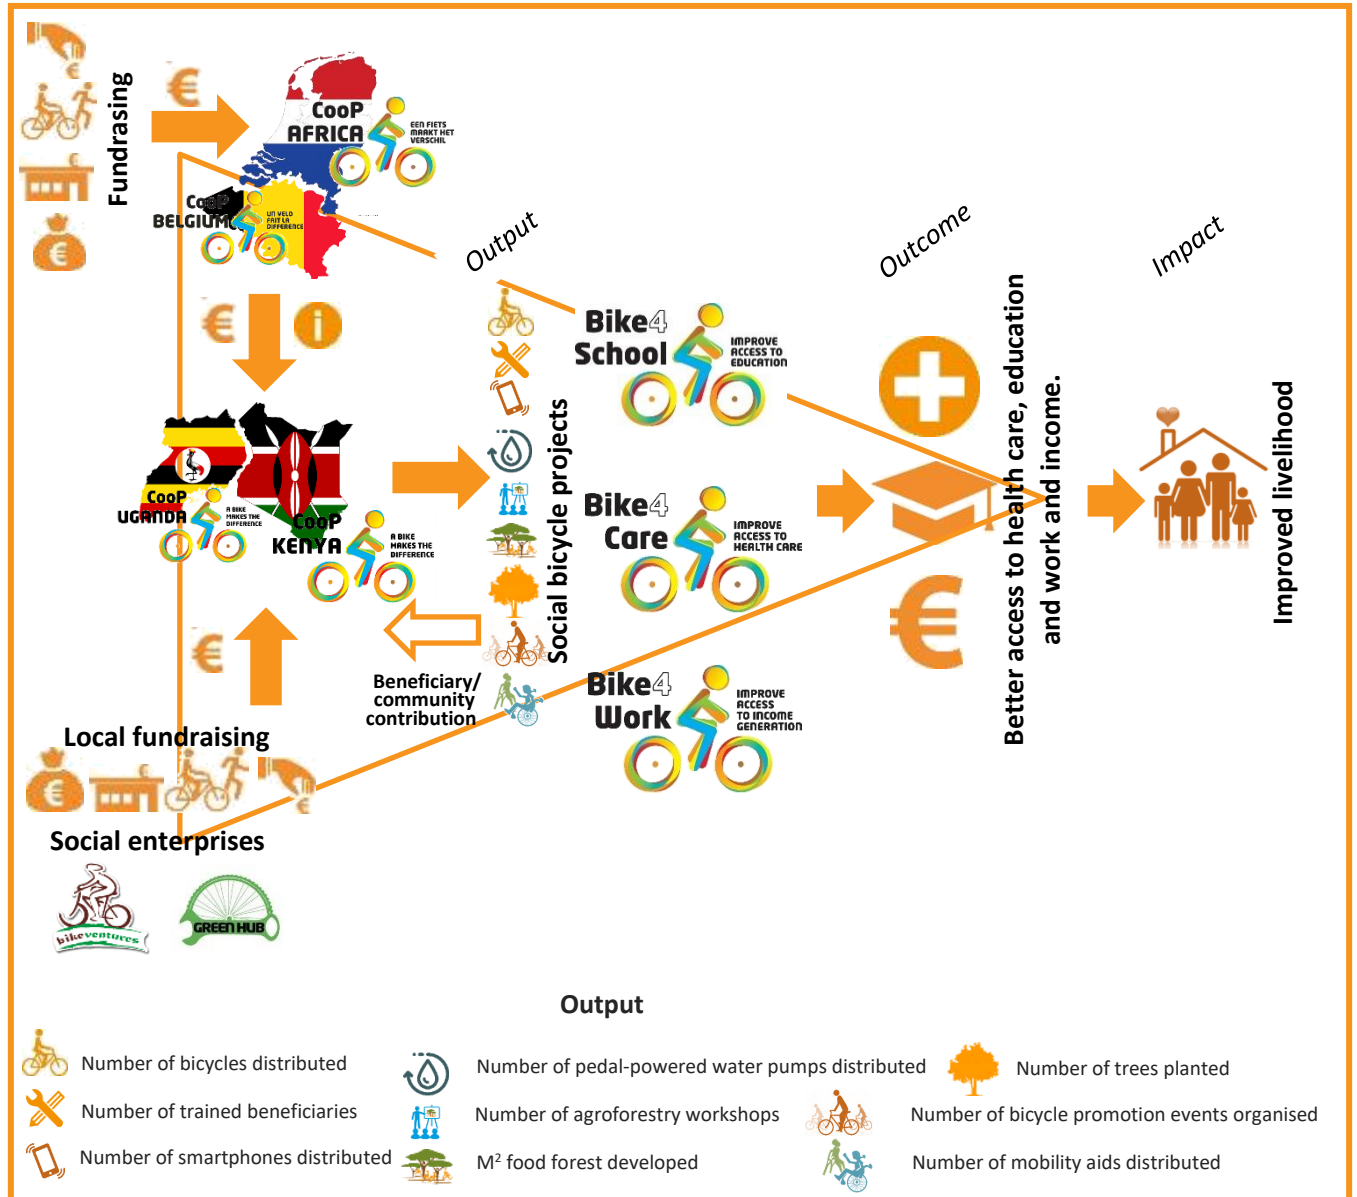 Fundrasing
€
CooP
AFRICA
EEN FIETS
MAAKT HET
VERSCHIL
CooP
BELGIUM
UN VELO
FAIT LA
DIFFERENCE
€
i
Output
Outcome
Impact
Bike4
School
IMPROVE
ACCESS TO
EDUCATION
CooP
UGANDA
A BIKE
MAKES THE
DIFFERENCE
CooP
KENYA
A BIKE
MAKES THE
DIFFERENCE
Social bicycle projects
Bike4
Care
IMPROVE
ACCESS TO
HEALTH CARE
Better access to health care, education
and work and income.
Improved livelihood
€
€
Beneficiary/
community
contribution
Bike4
Work
IMPROVE
ACCESS
TO INCOME
GENERATION
Local fundraising
Social enterprises
bikeventures
GREEN HUB
Output
Number of bicycles distributed
Number of pedal-powered water pumps distributed
Number of trees planted
Number of trained beneficiaries
Number of agroforestry workshops
Number of bicycle promotion events organised
Number of smartphones distributed
M² food forest developed
Number of mobility aids distributed